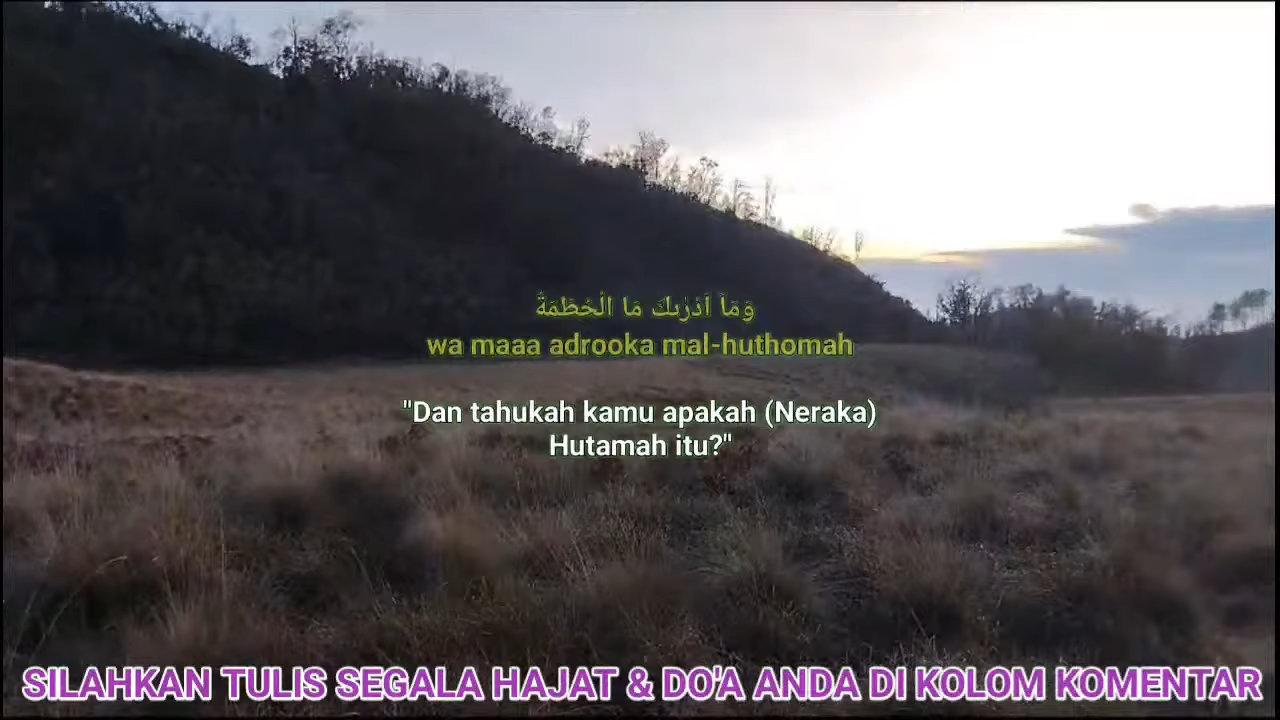 وَمَآ اَدْرٰىكَ مَا الْحُطَمَةُ
wa maaa adrooka mal-huthomah
"Dan tahukah kamu apakah (Neraka)
Hutamah itu?"
SILAHKAN TULIS SEGALA HAJAT & DO'A ANDA DI KOLOM KOMENTAR